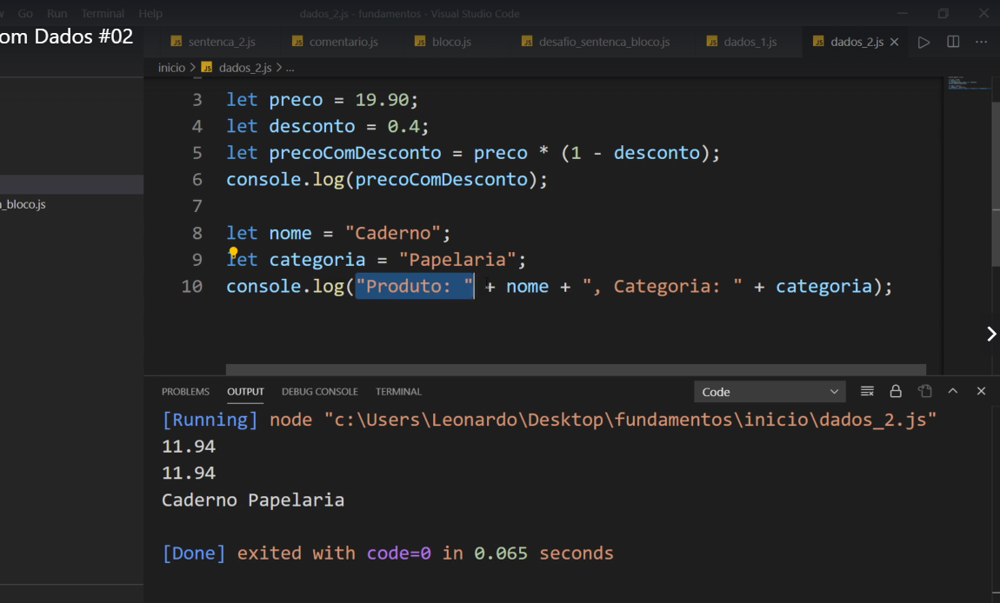 Go Run Terminal Help dados_2.js - fundamentos - Visual Studio Code
om Dados #02
sentenca_2.js comentario.js bloco.js desafio_sentenca_bloco.js dados_1.js dados_2.js
inicio > dados_2.js > ...
3 let preco = 19.90;
4 let desconto = 0.4;
5 let precoComDesconto = preco * (1 - desconto);
6 console.log(precoComDesconto);
7
_bloco.js
8 let nome = "Caderno";
9 let categoria = "Papelaria";
10 console.log("Produto: " + nome + ", Categoria: " + categoria);
PROBLEMS OUTPUT DEBUG CONSOLE TERMINAL Code
[Running] node "c:\Users\Leonardo\Desktop\fundamentos\inicio\dados_2.js"
11.94
11.94
Caderno Papelaria
[Done] exited with code=0 in 0.065 seconds